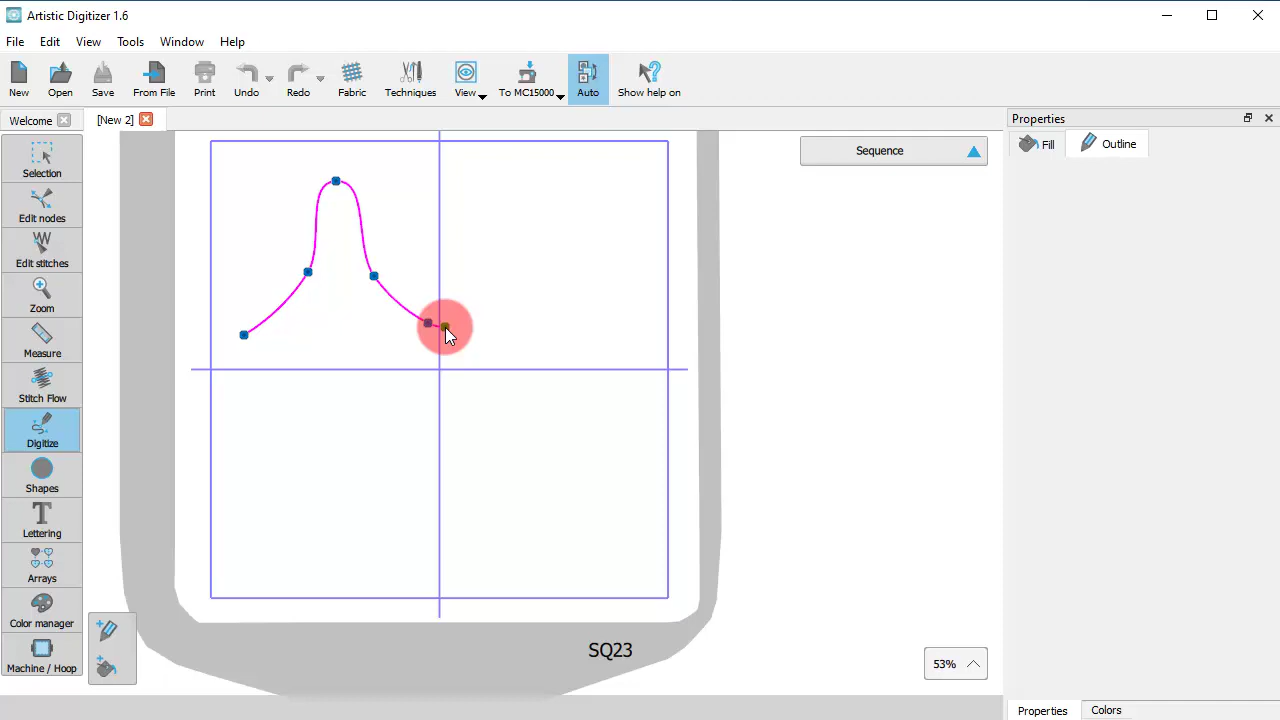 Artistic Digitizer 1.6
File Edit View Tools Window Help
New Open Save From File Print Undo Redo Fabric Techniques View To MC15000 Auto Show help on
Welcome [New 2] Properties
Sequence Fill Outline
Selection
Edit nodes
Edit stitches
Zoom
Measure
Stitch Flow
Digitize
Shapes
Lettering
Arrays
Color manager
Machine / Hoop
SQ23
53%
Properties Colors